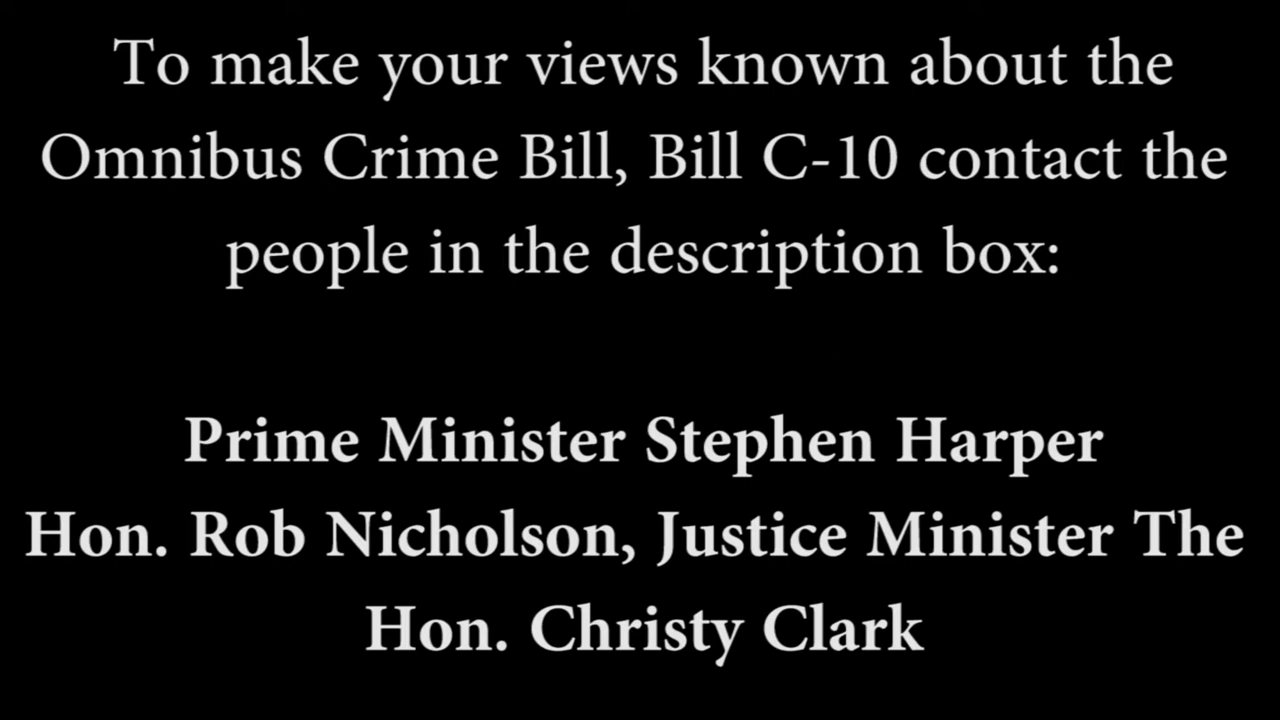 To make your views known about the
Omnibus Crime Bill, Bill C-10 contact the
people in the description box:
Prime Minister Stephen Harper
Hon. Rob Nicholson, Justice Minister The
Hon. Christy Clark